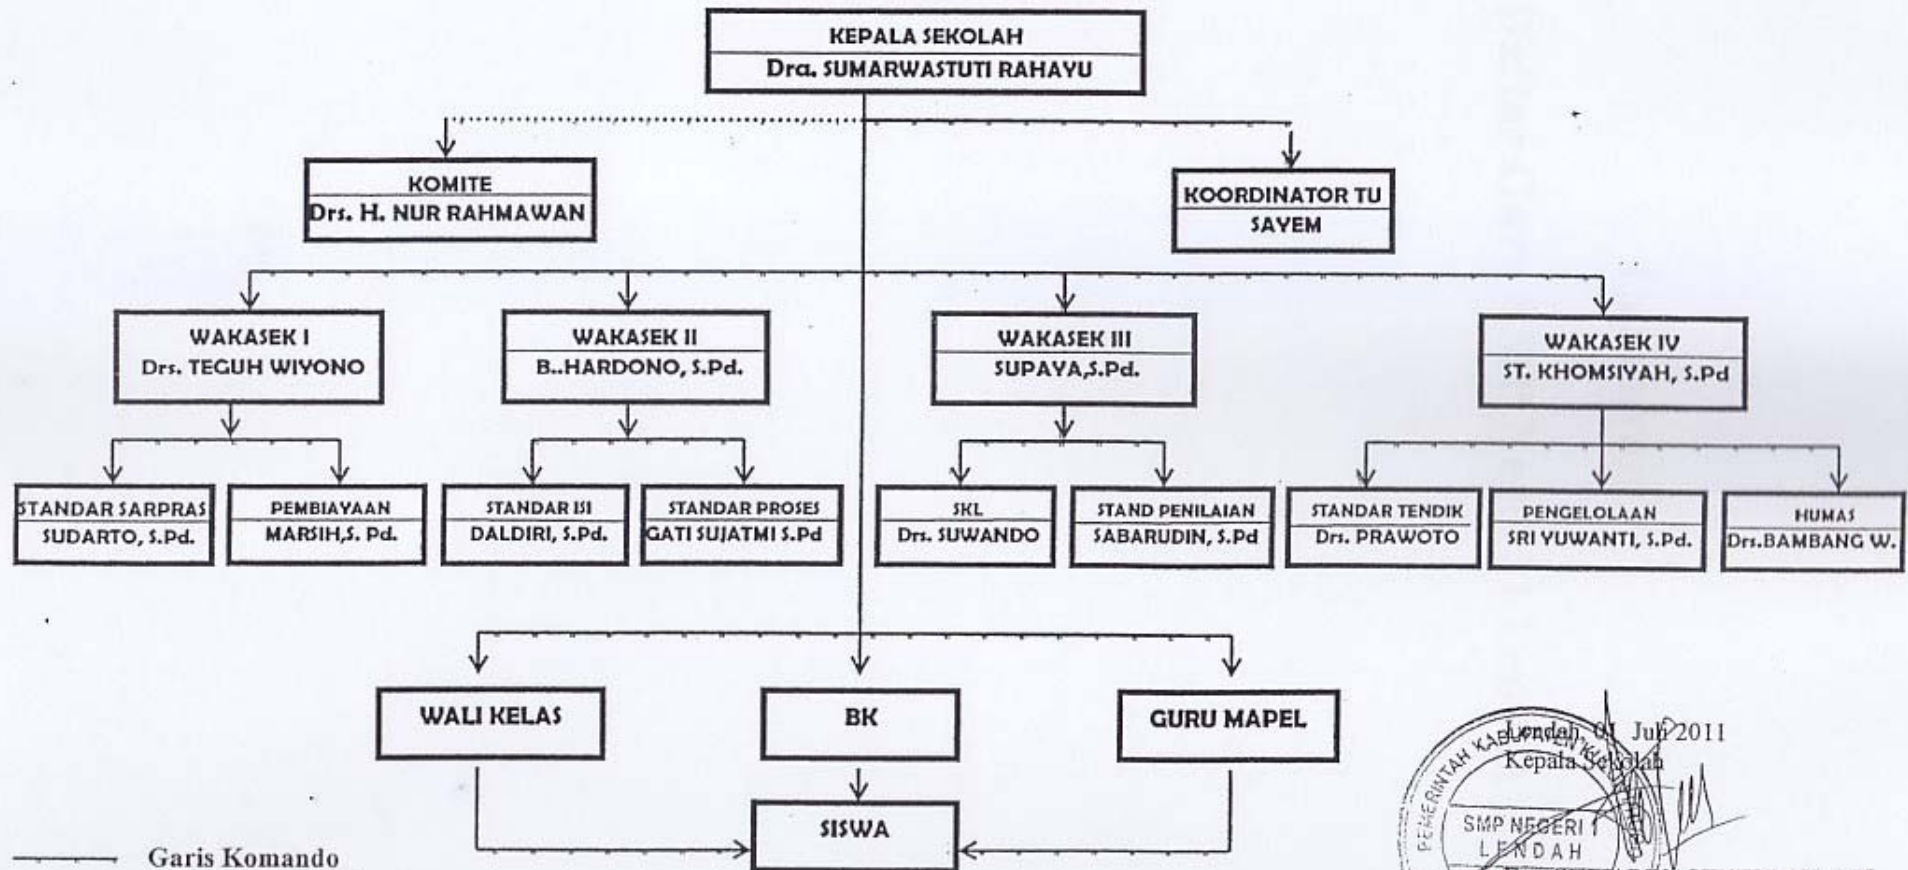 KEPALA SEKOLAH
Dra. SUMARWASTUTI RAHAYU
KOMITE
Drs. H. NUR RAHMAWAN
KOORDINATOR TU
SAYEM
WAKASEK I
Drs. TEGUH WIYONO
WAKASEK II
B..HARDONO, S.Pd.
WAKASEK III
SUPAYA,S.Pd.
WAKASEK IV
ST. KHOMSIYAH, S.Pd
STANDAR SARPRAS
SUDARTO, S.Pd.
PEMBIAYAAN
MARSIH,S. Pd.
STANDAR ISI
DALDIRI, S.Pd.
STANDAR PROSES
GATI SUJATMI S.Pd
SKL
Drs. SUWANDO
STAND PENILAIAN
SABARUDIN, S.Pd
STANDAR TENDIK
Drs. PRAWOTO
PENGELOLAAN
SRI YUWANTI, S.Pd.
HUMAS
Drs.BAMBANG W.
WALI KELAS
BK
GURU MAPEL
SISWA
Garis Komando
Lendah, 01 Juli 2011
Kepala Sekolah
PEMERINTAH KABUPATEN
SMP NEGERI 1
LENDAH